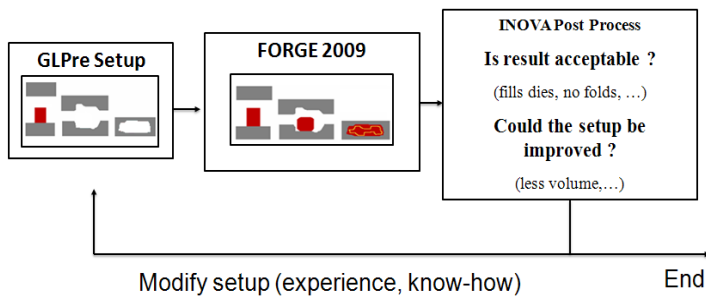 GLPre Setup
FORGE 2009
INOVA Post Process
Is result acceptable ?
(fills dies, no folds, …)
Could the setup be
improved ?
(less volume,…)
Modify setup (experience, know-how)
End